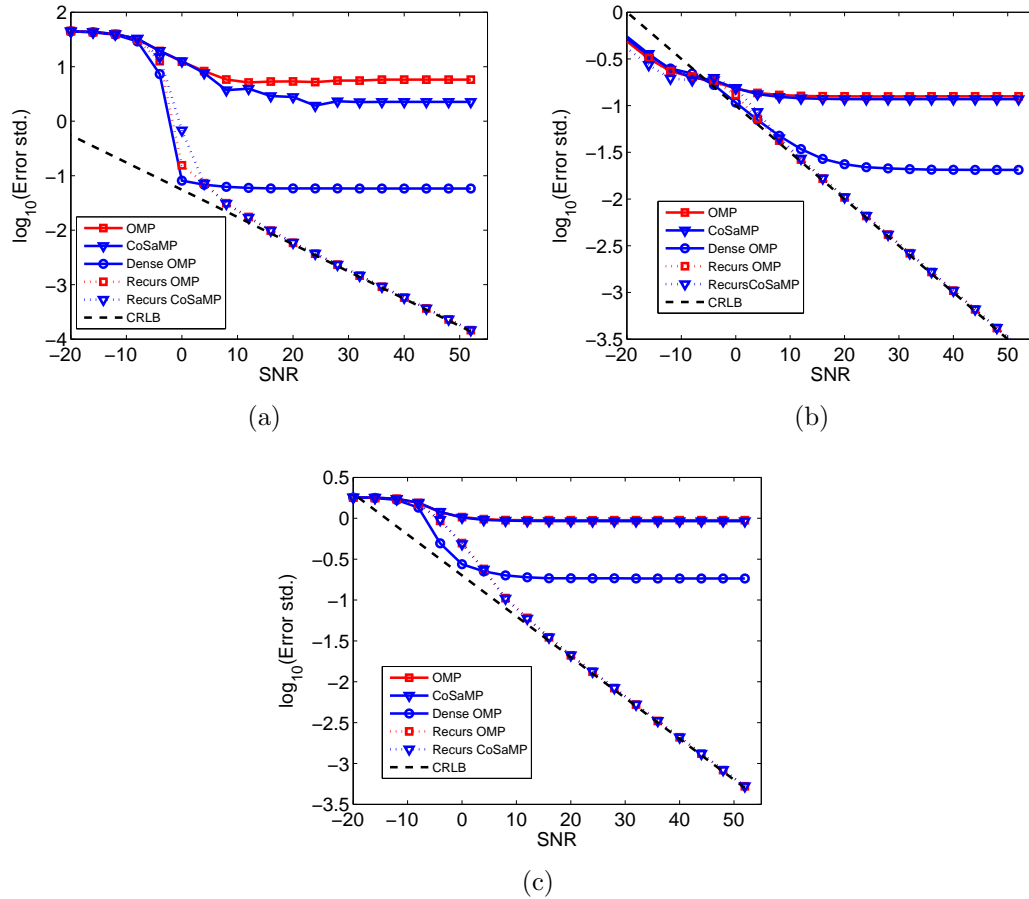 2
1
0
−1
−2
−3
−4
log10(Error std.)
OMP
CoSaMP
Dense OMP
Recurs OMP
Recurs CoSaMP
CRLB
−20 −10 0 10 20 30 40 50
SNR
(a)
0
−0.5
−1
−1.5
−2
−2.5
−3
−3.5
log10(Error std.)
OMP
CoSaMP
Dense OMP
Recurs OMP
RecursCoSaMP
CRLB
−20 −10 0 10 20 30 40 50
SNR
(b)
0.5
0
−0.5
−1
−1.5
−2
−2.5
−3
−3.5
log10(Error std.)
OMP
CoSaMP
Dense OMP
Recurs OMP
Recurs CoSaMP
CRLB
−20 −10 0 10 20 30 40 50
SNR
(c)